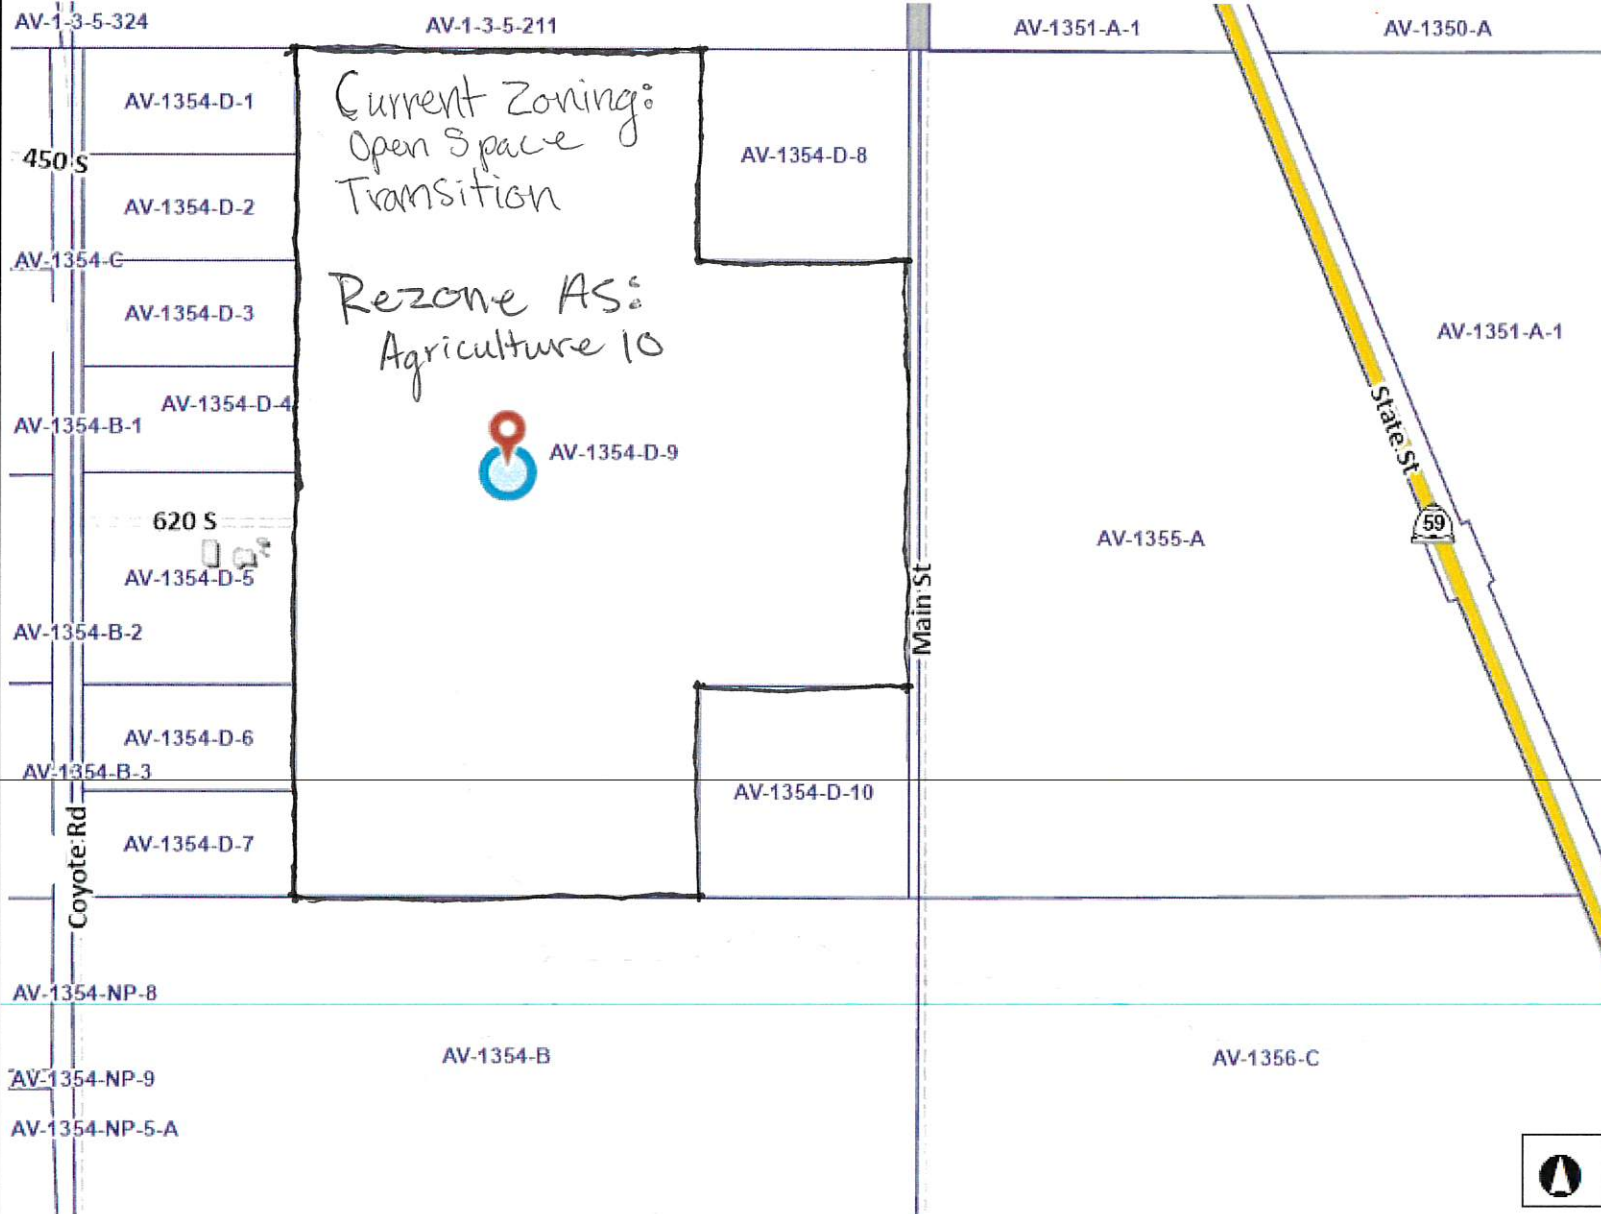 AV-1-3-5-324
AV-1-3-5-211
AV-1351-A-1
AV-1350-A
AV-1354-D-1
Current Zoning:
Open Space
Transition
AV-1354-D-8
450 S
AV-1354-D-2
AV-1354-C
Rezone As:
Agriculture 10
AV-1354-D-3
AV-1351-A-1
AV-1354-D-4
AV-1354-B-1
AV-1354-D-9
State St
59
620 S
AV-1355-A
AV-1354-D-5
Main St
AV-1354-B-2
AV-1354-D-6
AV-1354-B-3
AV-1354-D-10
AV-1354-D-7
Coyote Rd
AV-1354-NP-8
AV-1354-B
AV-1356-C
AV-1354-NP-9
AV-1354-NP-5-A